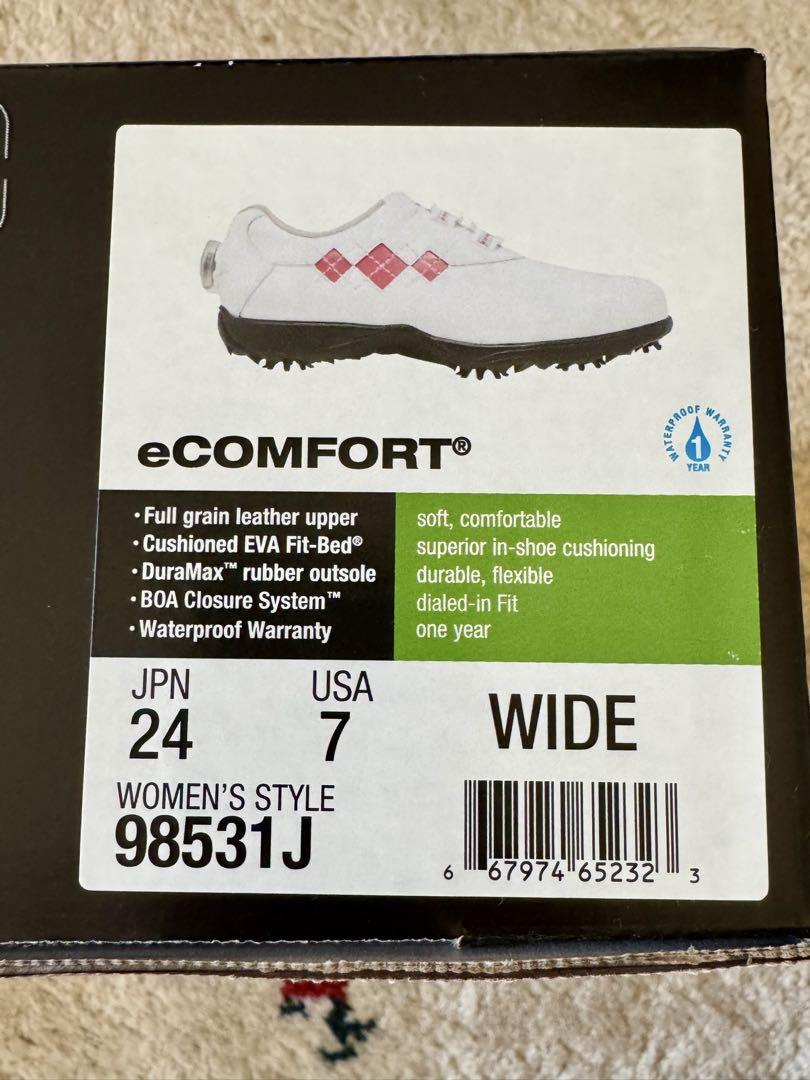 eCOMFORT®
WATERPROOF WARRANTY
1
YEAR
• Full grain leather upper soft, comfortable
• Cushioned EVA Fit-Bed® superior in-shoe cushioning
• DuraMax™ rubber outsole durable, flexible
• BOA Closure System™ dialed-in Fit
• Waterproof Warranty one year
JPN USA
24 7 WIDE
WOMEN'S STYLE
98531J
6 67974 65232 3